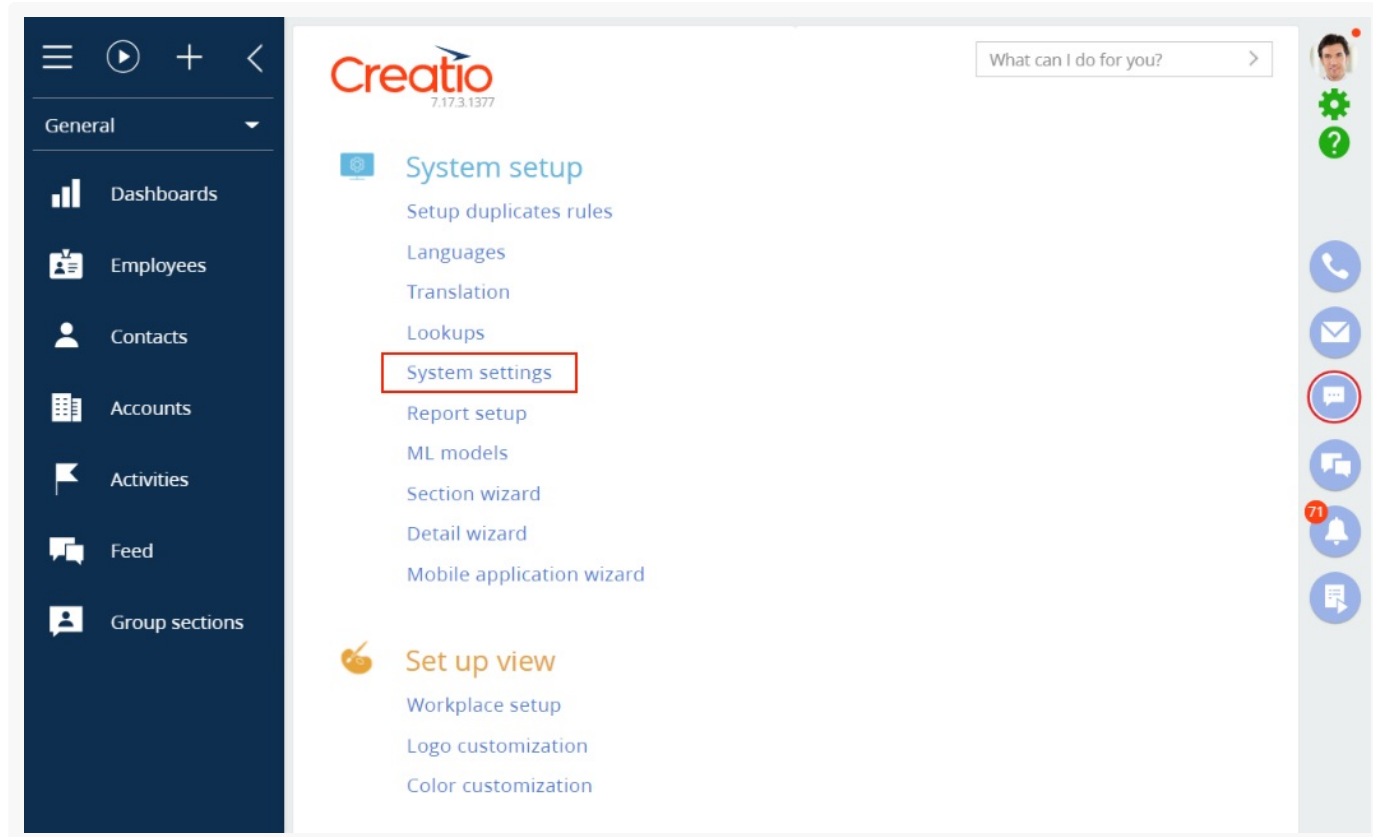 General
Dashboards
Employees
Contacts
Accounts
Activities
Feed
Group sections
Creatio
7.17.3.1377
What can I do for you?
System setup
Setup duplicates rules
Languages
Translation
Lookups
System settings
Report setup
ML models
Section wizard
Detail wizard
Mobile application wizard
Set up view
Workplace setup
Logo customization
Color customization
?
71